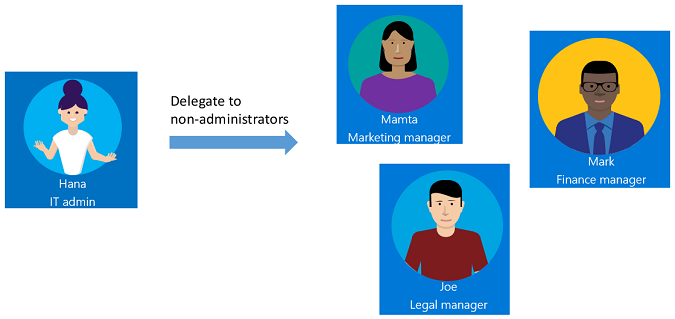 Hana
IT admin
Delegate to
non-administrators
Mamta
Marketing manager
Mark
Finance manager
Joe
Legal manager